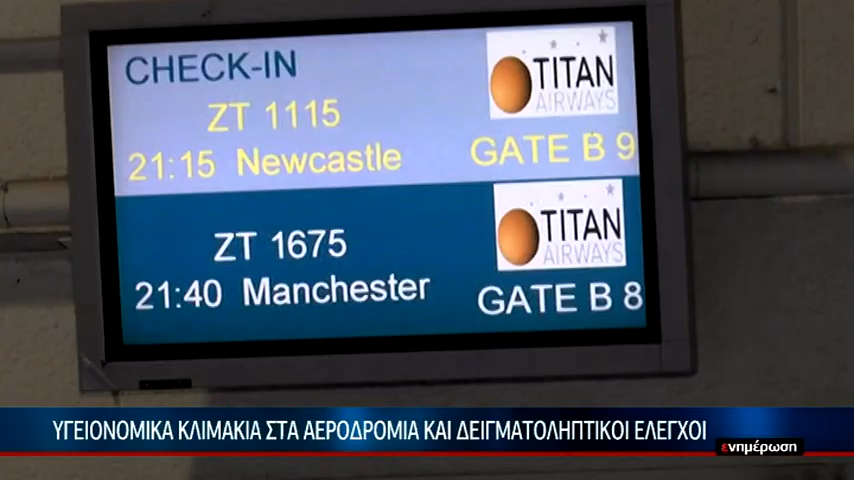 CHECK-IN
TITAN
AIRWAYS
ZT 1115
21:15 Newcastle GATE B 9
TITAN
AIRWAYS
ZT 1675
21:40 Manchester GATE B 8
ΥΓΕΙΟΝΟΜΙΚΑ ΚΛΙΜΑΚΙΑ ΣΤΑ ΑΕΡΟΔΡΟΜΙΑ ΚΑΙ ΔΕΙΓΜΑΤΟΛΗΠΤΙΚΟΙ ΕΛΕΓΧΟΙ
ενημέρωση